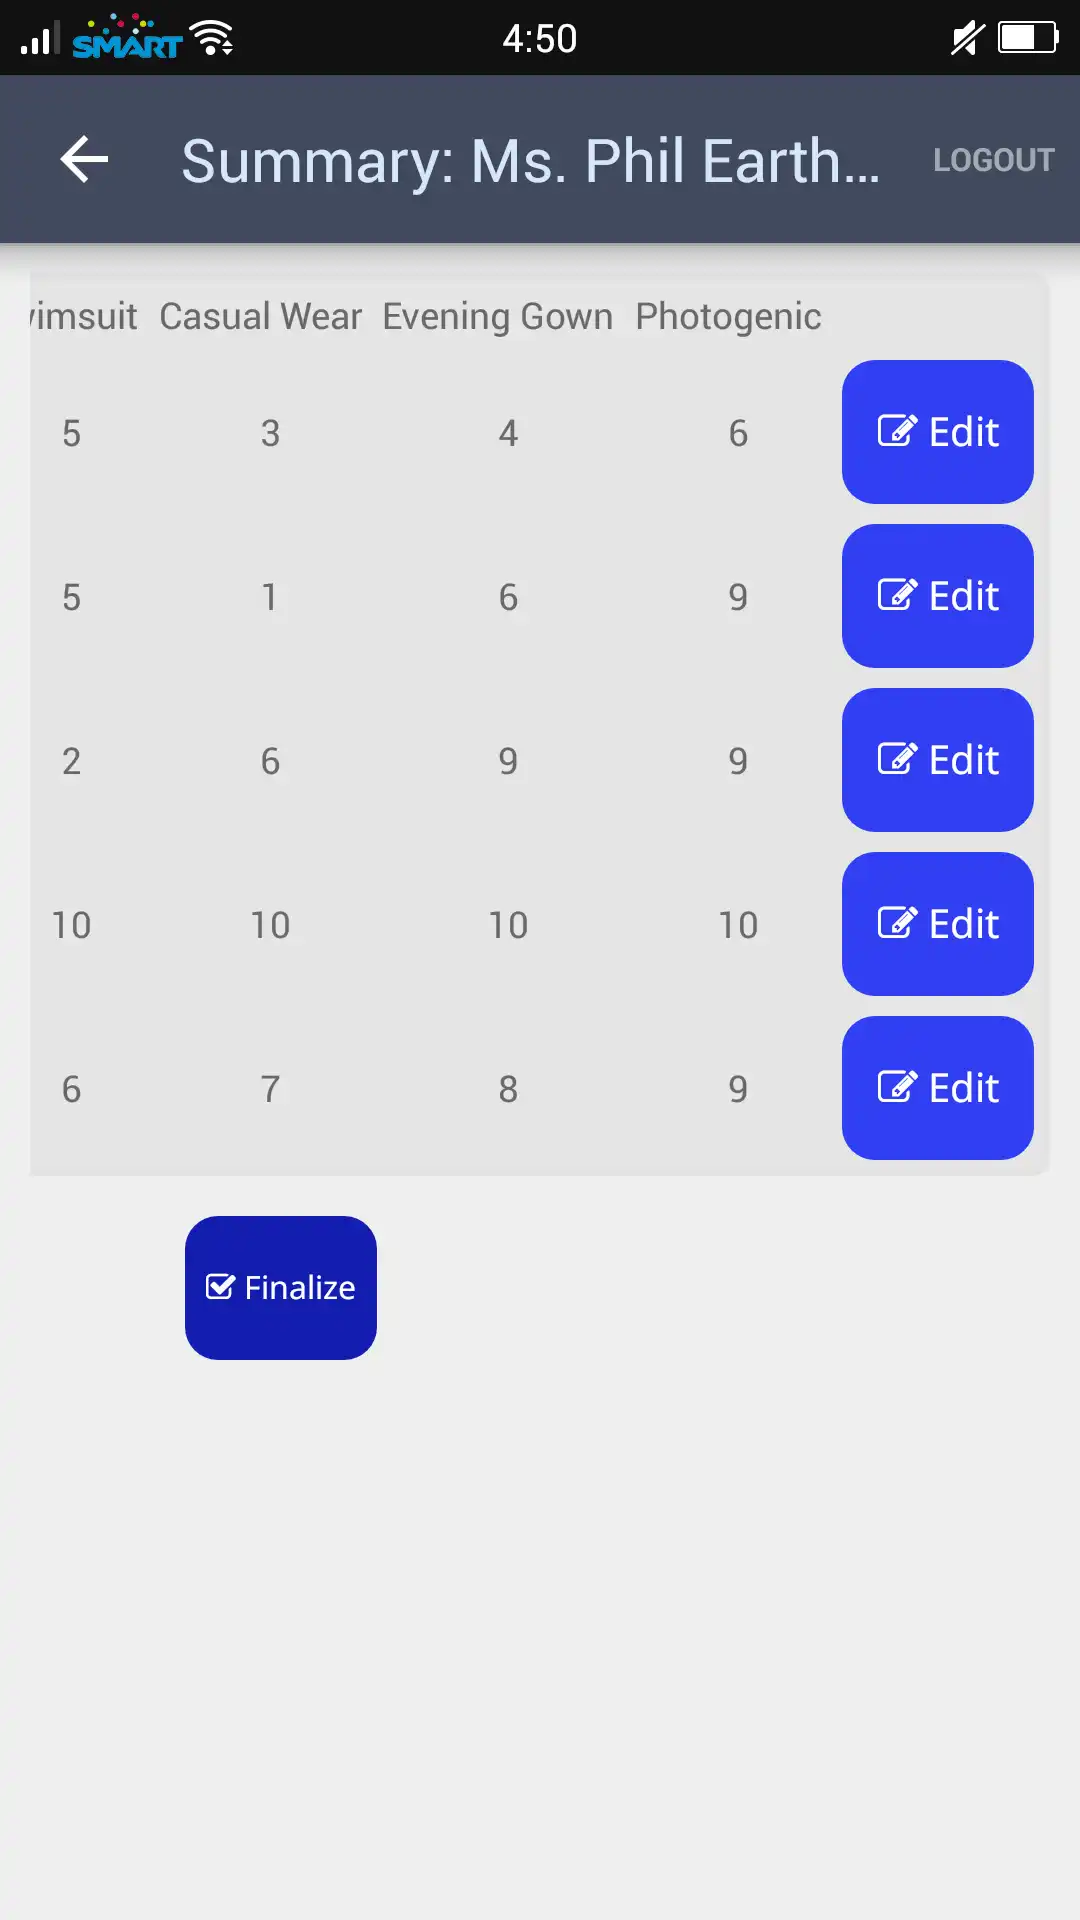 SMART 4:50
Summary: Ms. Phil Earth... LOGOUT
imsuit Casual Wear Evening Gown Photogenic
5 3 4 6 Edit
5 1 6 9 Edit
2 6 9 9 Edit
10 10 10 10 Edit
6 7 8 9 Edit
Finalize